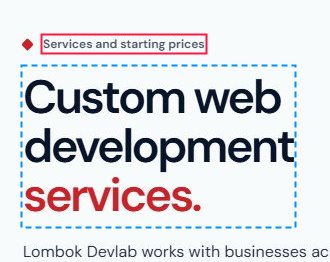 Services and starting prices
Custom web
development
services.
Lombok Devlab works with businesses ac